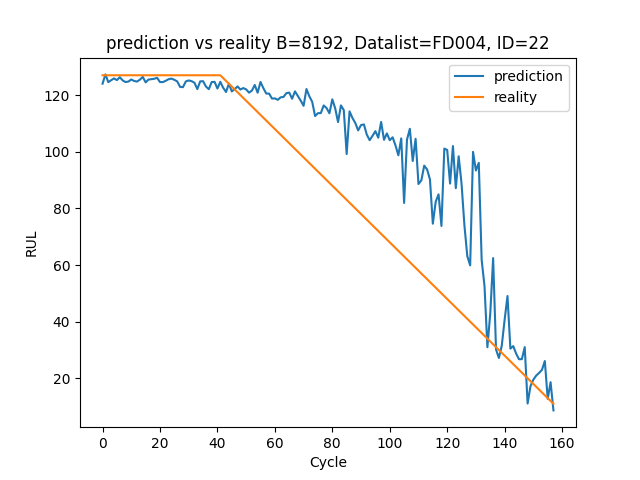 prediction vs reality B=8192, Datalist=FD004, ID=22
prediction
reality
RUL
120
100
80
60
40
20
0 20 40 60 80 100 120 140 160
Cycle